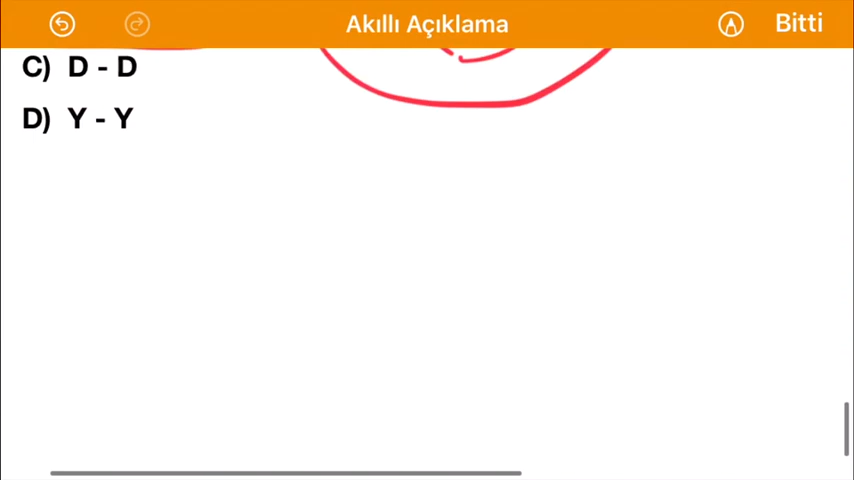 Akıllı Açıklama
Bitti
C) D - D
D) Y - Y